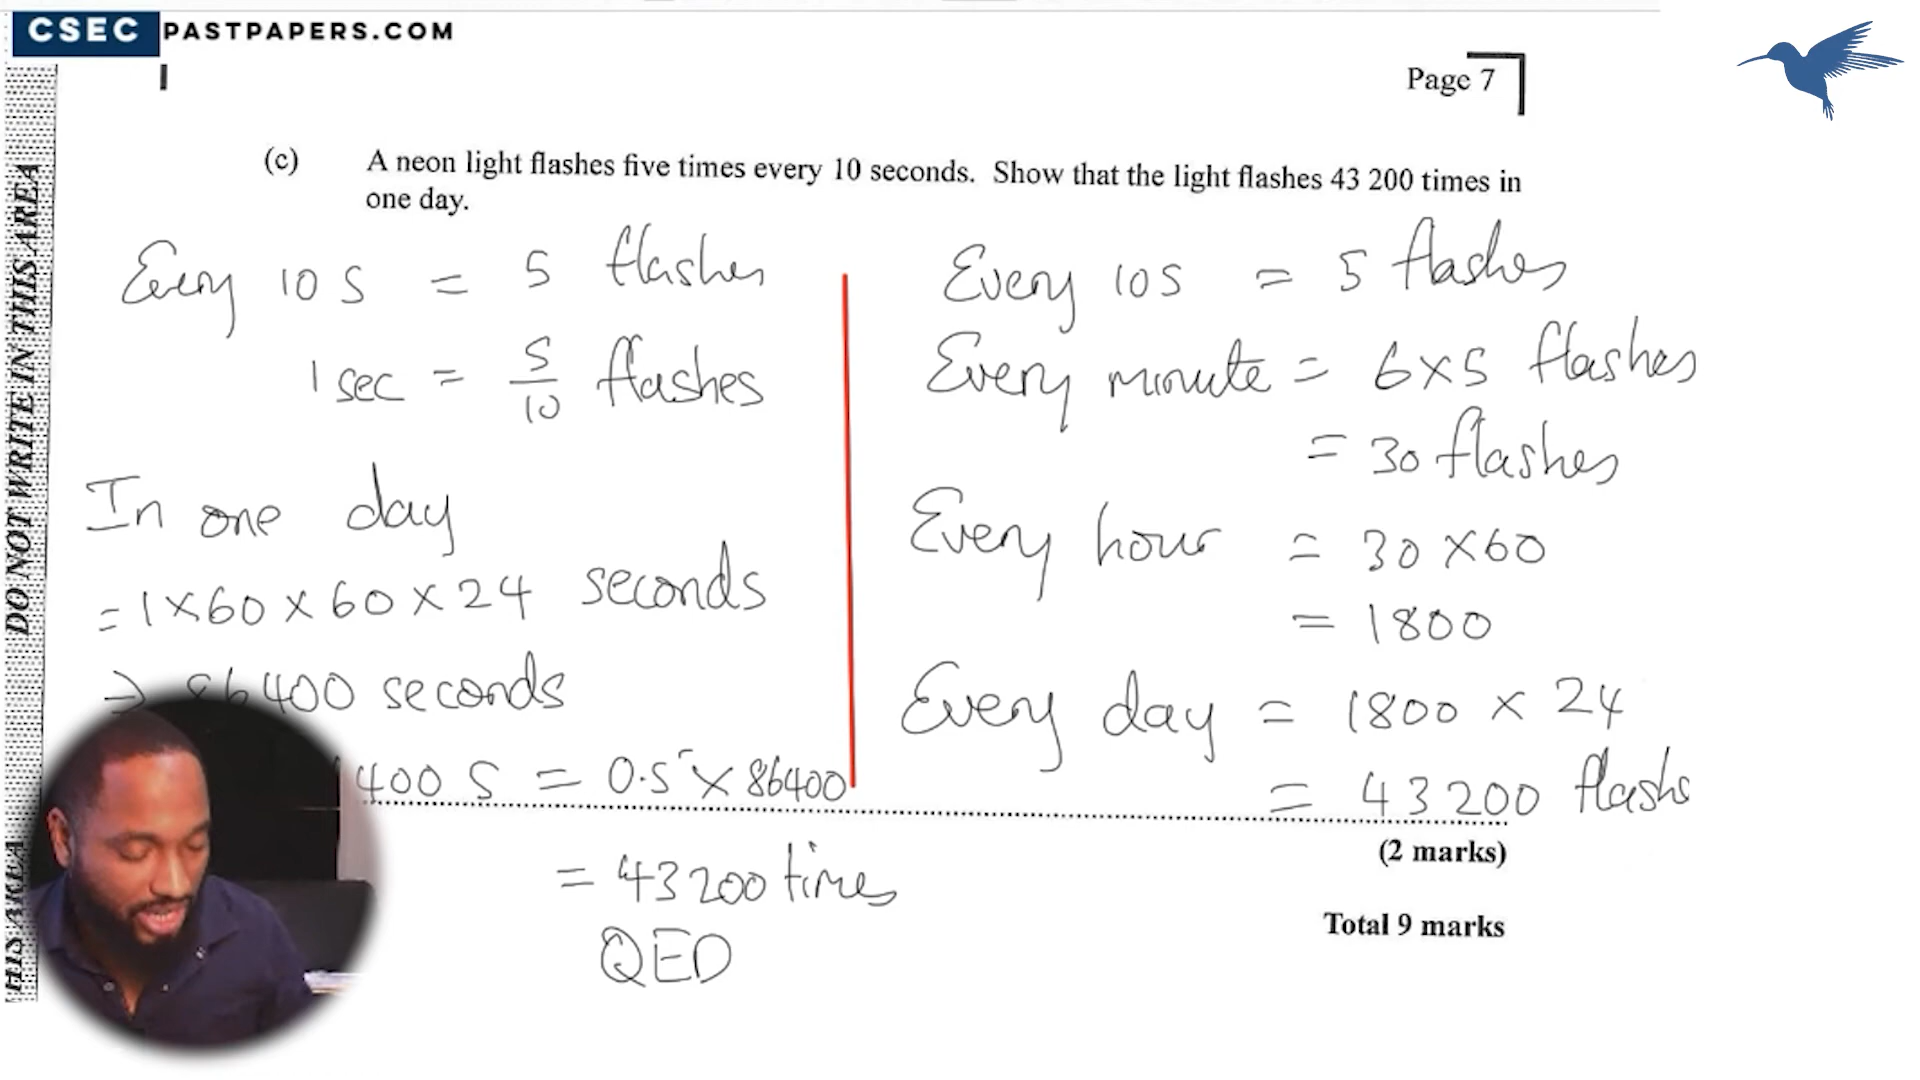 CSEC PASTPAPERS.COM
Page 7
(c) A neon light flashes five times every 10 seconds. Show that the light flashes 43 200 times in
one day.
Every 10 S = 5 flashes
1 sec = 5/10 flashes
In one day
= 1 × 60 × 60 × 24 seconds
⇒ 86400 seconds
400 S = 0.5 × 86400
= 43200 times
QED
Every 10 S = 5 flashes
Every minute = 6 × 5 flashes
= 30 flashes
Every hour = 30 × 60
= 1800
Every day = 1800 × 24
= 43200 flashs
(2 marks)
Total 9 marks
DO NOT WRITE IN THIS AREA
HIS AREA